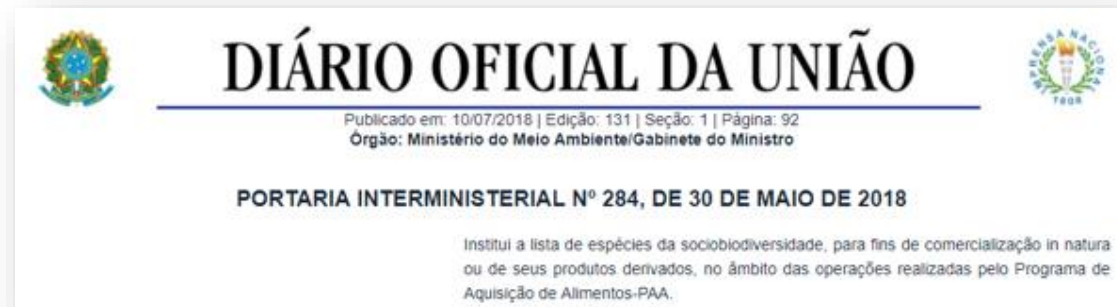 DIÁRIO OFICIAL DA UNIÃO
IMPRENSA NACIONAL
1808
Publicado em: 10/07/2018 | Edição: 131 | Seção: 1 | Página: 92
Órgão: Ministério do Meio Ambiente/Gabinete do Ministro
PORTARIA INTERMINISTERIAL Nº 284, DE 30 DE MAIO DE 2018
Institui a lista de espécies da sociobiodiversidade, para fins de comercialização in natura
ou de seus produtos derivados, no âmbito das operações realizadas pelo Programa de
Aquisição de Alimentos-PAA.